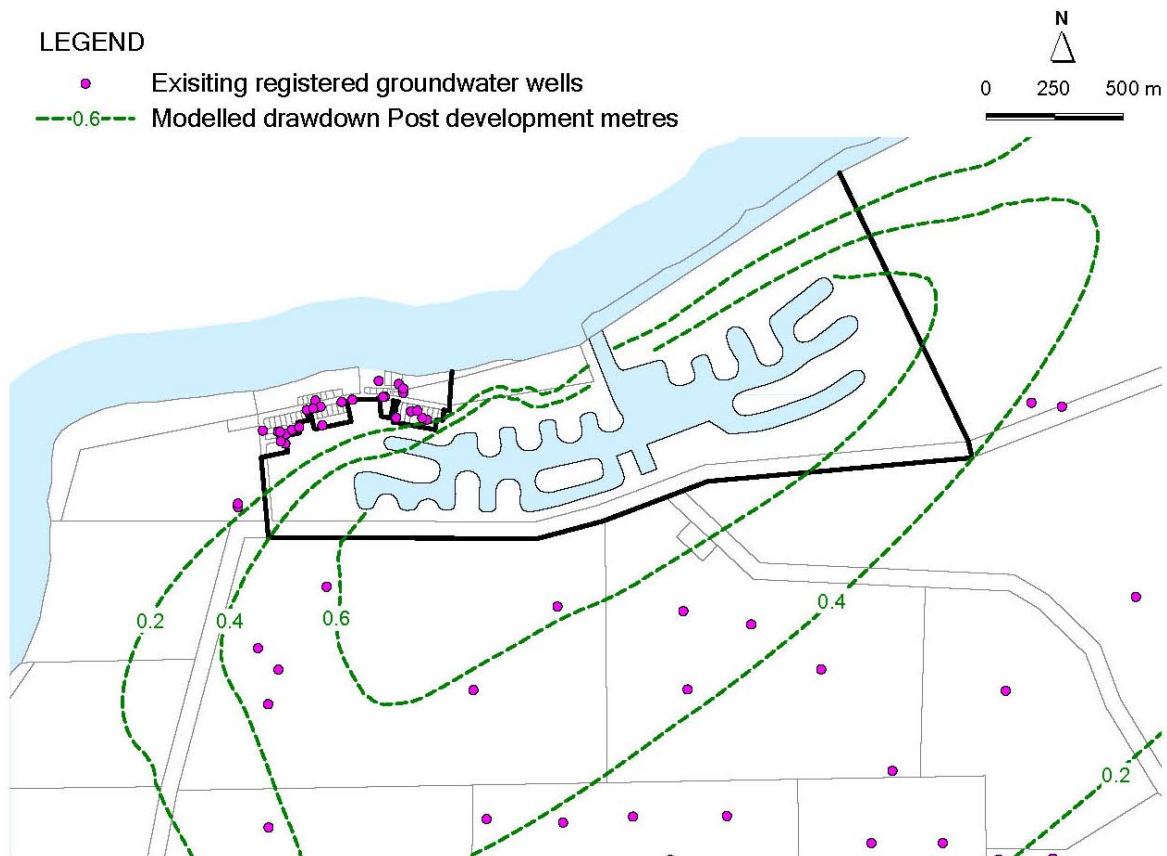 LEGEND
Exisiting registered groundwater wells
0.6 Modelled drawdown Post development metres
N
0 250 500 m
0.2
0.4
0.6
0.4
0.2